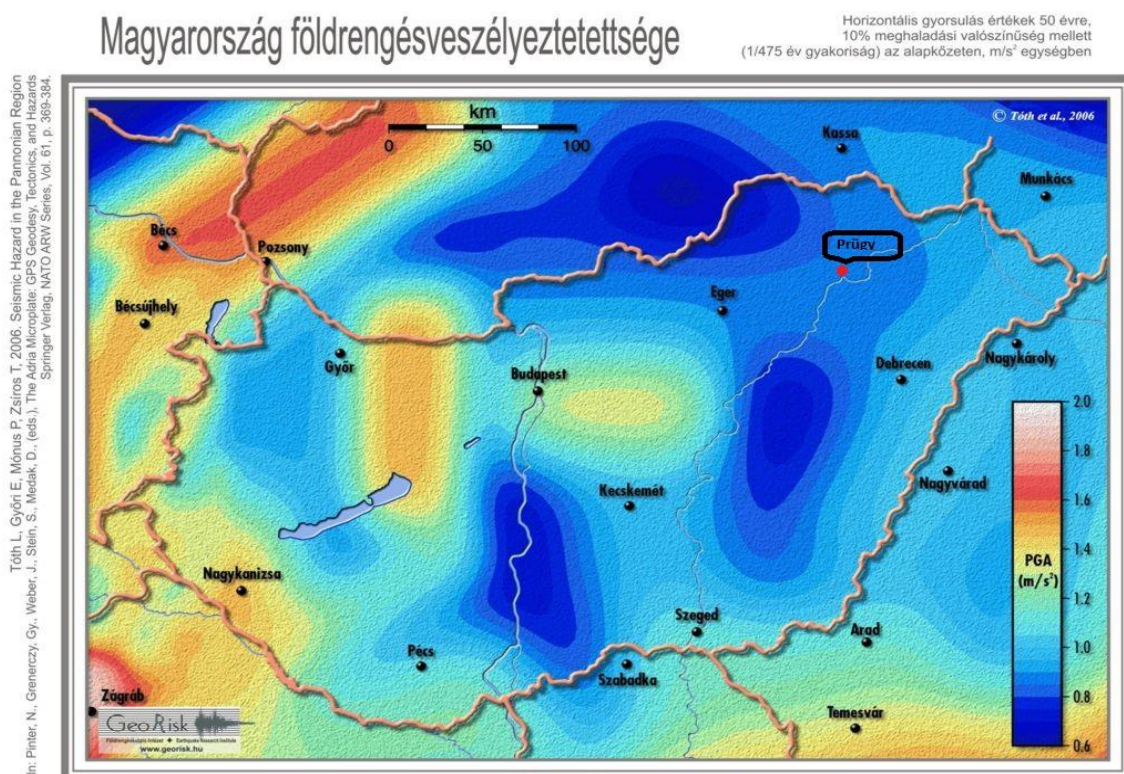 Magyarország földrengésveszélyeztetettsége
Horizontális gyorsulás értékek 50 évre,
10% meghaladási valószínűség mellett
(1/475 év gyakoriság) az alapkőzeten, m/s² egységben
Tóth L, Győri E, Mónus P, Zsíros T, 2006. Seismic Hazard in the Pannonian Region
In: Pinter, N., Grenerczy, Gy., Weber, J., Stein, S., Medak, D., (eds.), The Adria Microplate: GPS Geodesy, Tectonics, and Hazards
Springer Verlag, NATO ARW Series, Vol. 61, p. 369-384.
© Tóth et al., 2006
km
0 50 100
Kassa
Munkács
Bécs
Pozsony
Prügy
Bécsújhely
Eger
Győr
Nagykároly
Budapest
Debrecen
Kecskemét
Nagyvárad
Nagykanizsa
Szeged
Arad
Pécs
Szabadka
Zágráb
Temesvár
2.0
1.8
1.6
1.4
PGA
(m/s²)
1.2
1.0
0.8
0.6
GeoRisk
Földrengéskutató Intézet ✦ Earthquake Research Institute
www.georisk.hu